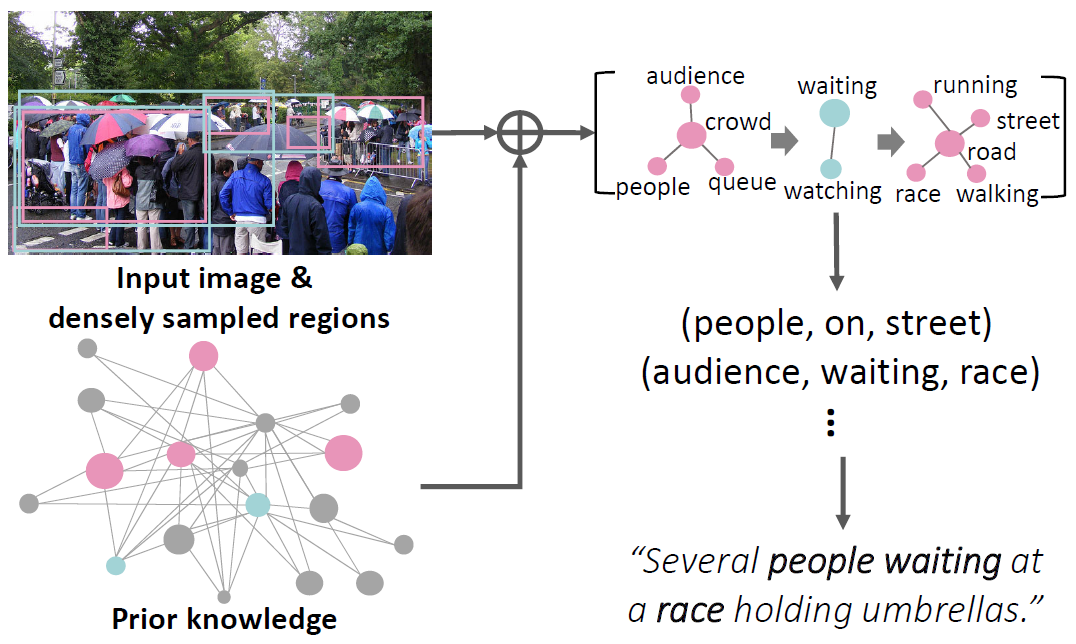 Input image &
densely sampled regions
Prior knowledge
audience
crowd
people
queue
waiting
watching
running
street
road
race
walking
(people, on, street)
(audience, waiting, race)
⋮
“Several people waiting at
a race holding umbrellas.”